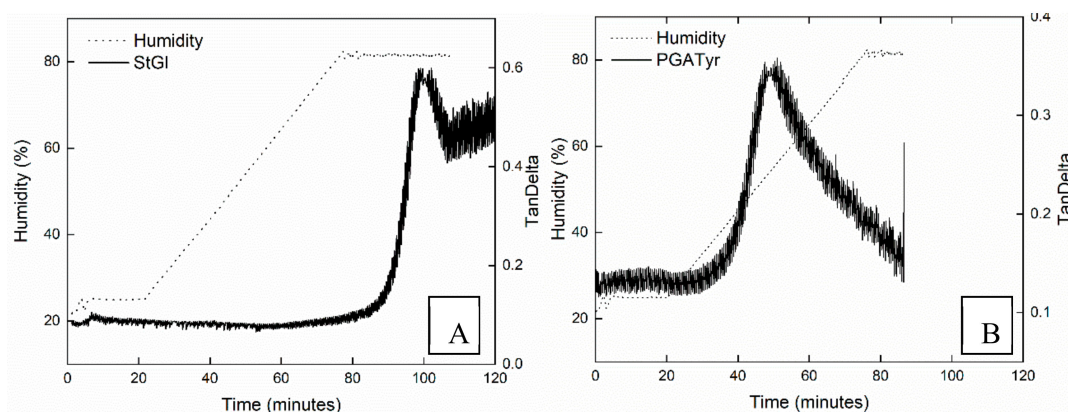 Humidity
StGl
Humidity (%)
80
60
40
20
0.6
0.4
0.2
0.0
TanDelta
0 20 40 60 80 100 120
Time (minutes)
A
Humidity
PGATyr
Humidity (%)
80
60
40
20
0.4
0.3
0.2
0.1
TanDelta
0 20 40 60 80 100 120
Time (minutes)
B